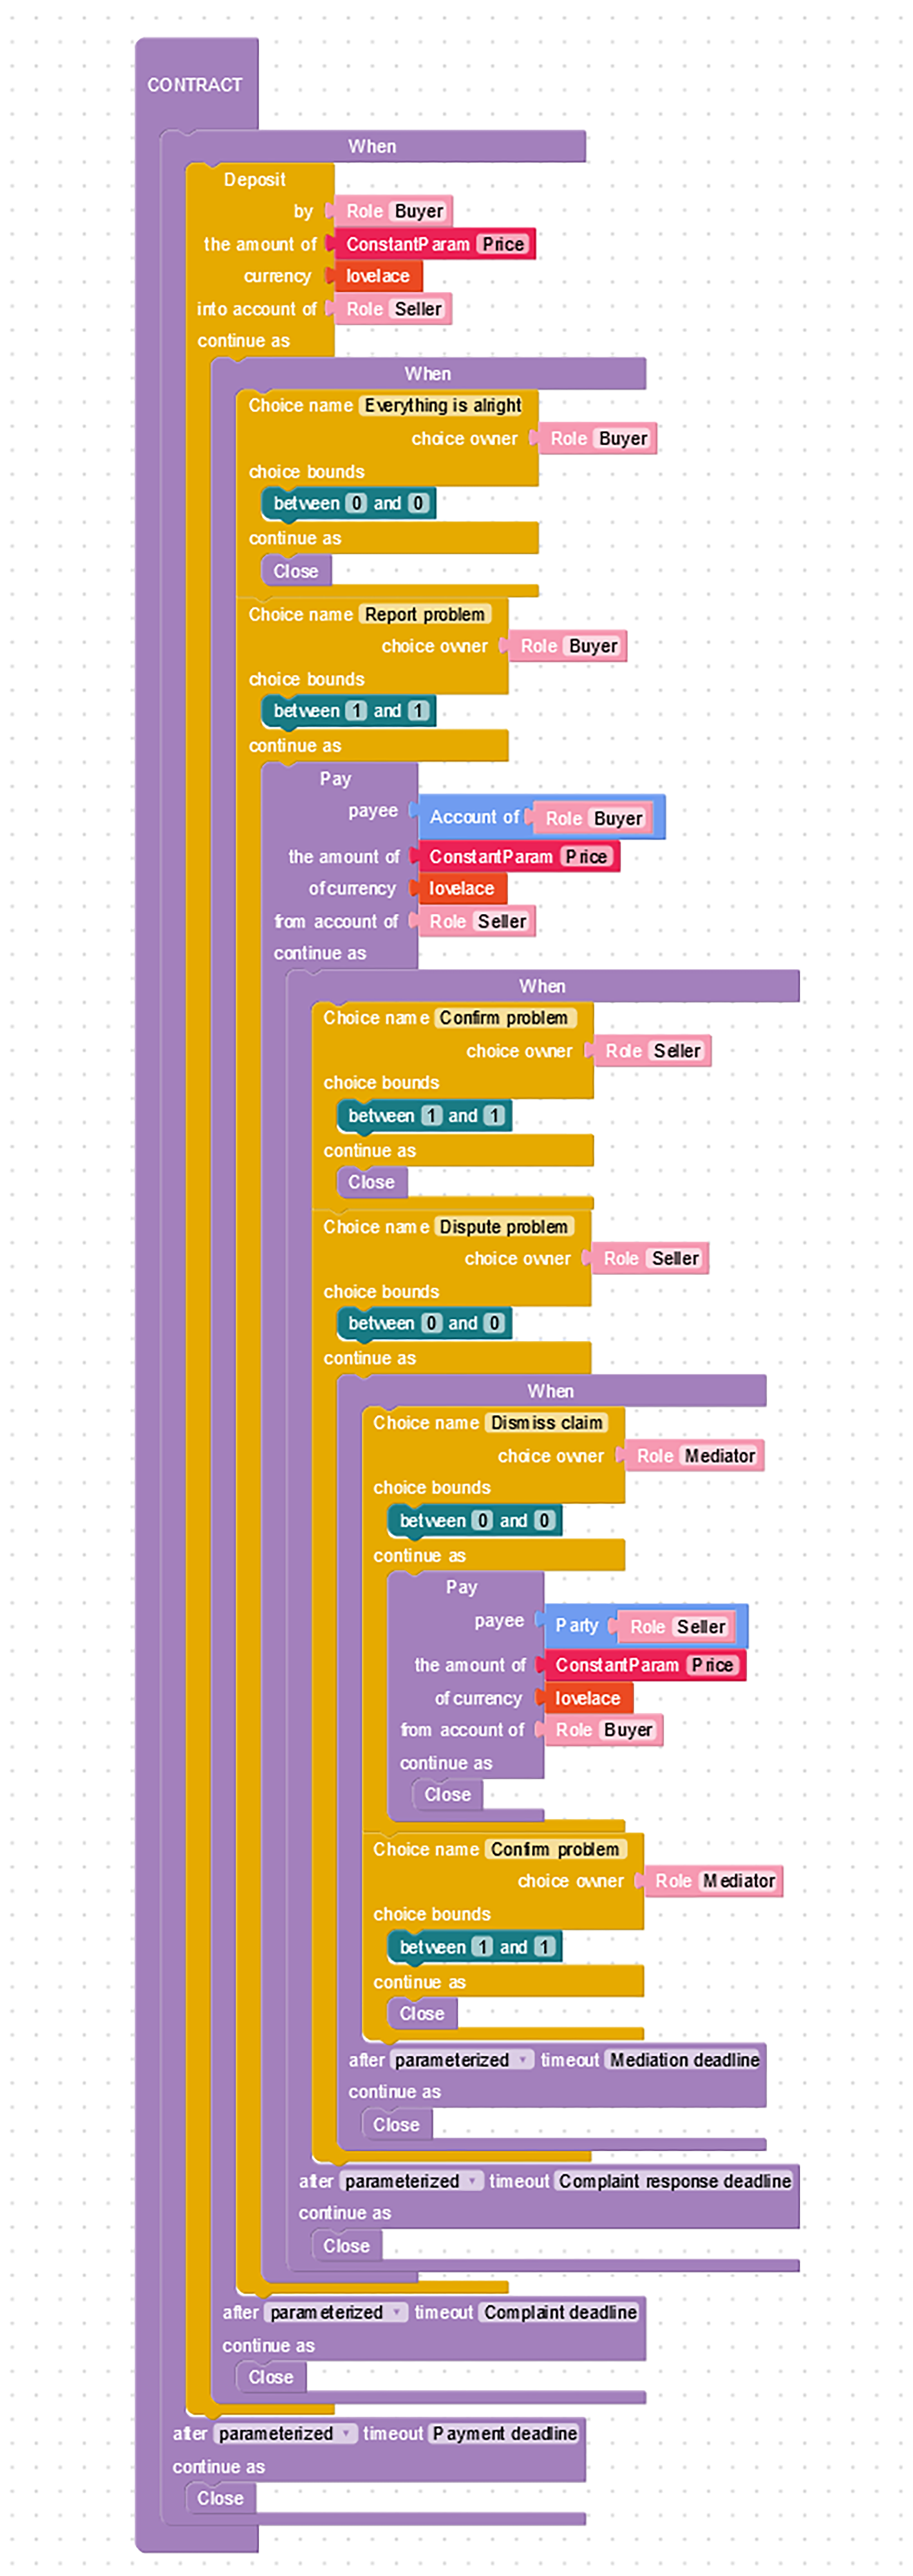 CONTRACT
When
Deposit
by Role Buyer
the amount of ConstantParam Price
currency lovelace
into account of Role Seller
continue as
When
Choice name Everything is alright
choice owner Role Buyer
choice bounds
between 0 and 0
continue as
Close
Choice name Report problem
choice owner Role Buyer
choice bounds
between 1 and 1
continue as
Pay
payee Account of Role Buyer
the amount of ConstantParam Price
of currency lovelace
from account of Role Seller
continue as
When
Choice name Confirm problem
choice owner Role Seller
choice bounds
between 1 and 1
continue as
Close
Choice name Dispute problem
choice owner Role Seller
choice bounds
between 0 and 0
continue as
When
Choice name Dismiss claim
choice owner Role Mediator
choice bounds
between 0 and 0
continue as
Pay
payee Party Role Seller
the amount of ConstantParam Price
of currency lovelace
from account of Role Buyer
continue as
Close
Choice name Confirm problem
choice owner Role Mediator
choice bounds
between 1 and 1
continue as
Close
after parameterized timeout Mediation deadline
continue as
Close
after parameterized timeout Complaint response deadline
continue as
Close
after parameterized timeout Complaint deadline
continue as
Close
after parameterized timeout Payment deadline
continue as
Close